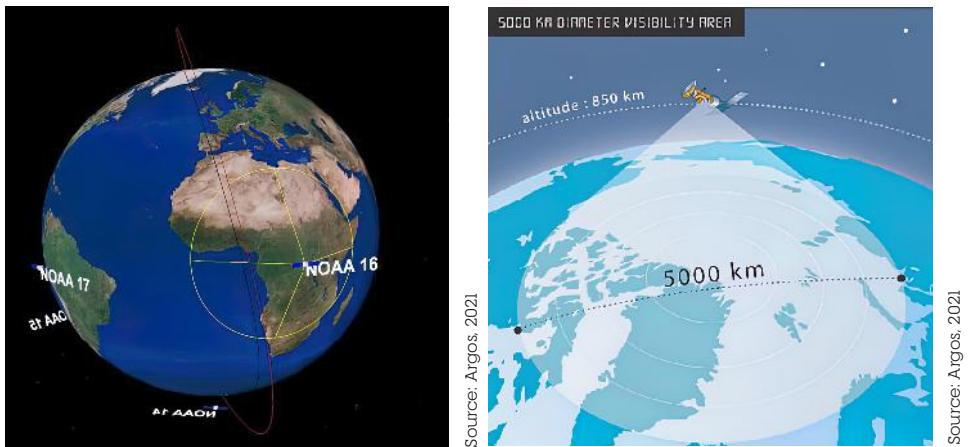 NOAA 16
NOAA 17
NOAA 15
NOAA 14
Source: Argos, 2021
5000 KM DIAMETER VISIBILITY AREA
altitude : 850 km
5000 km
Source: Argos, 2021